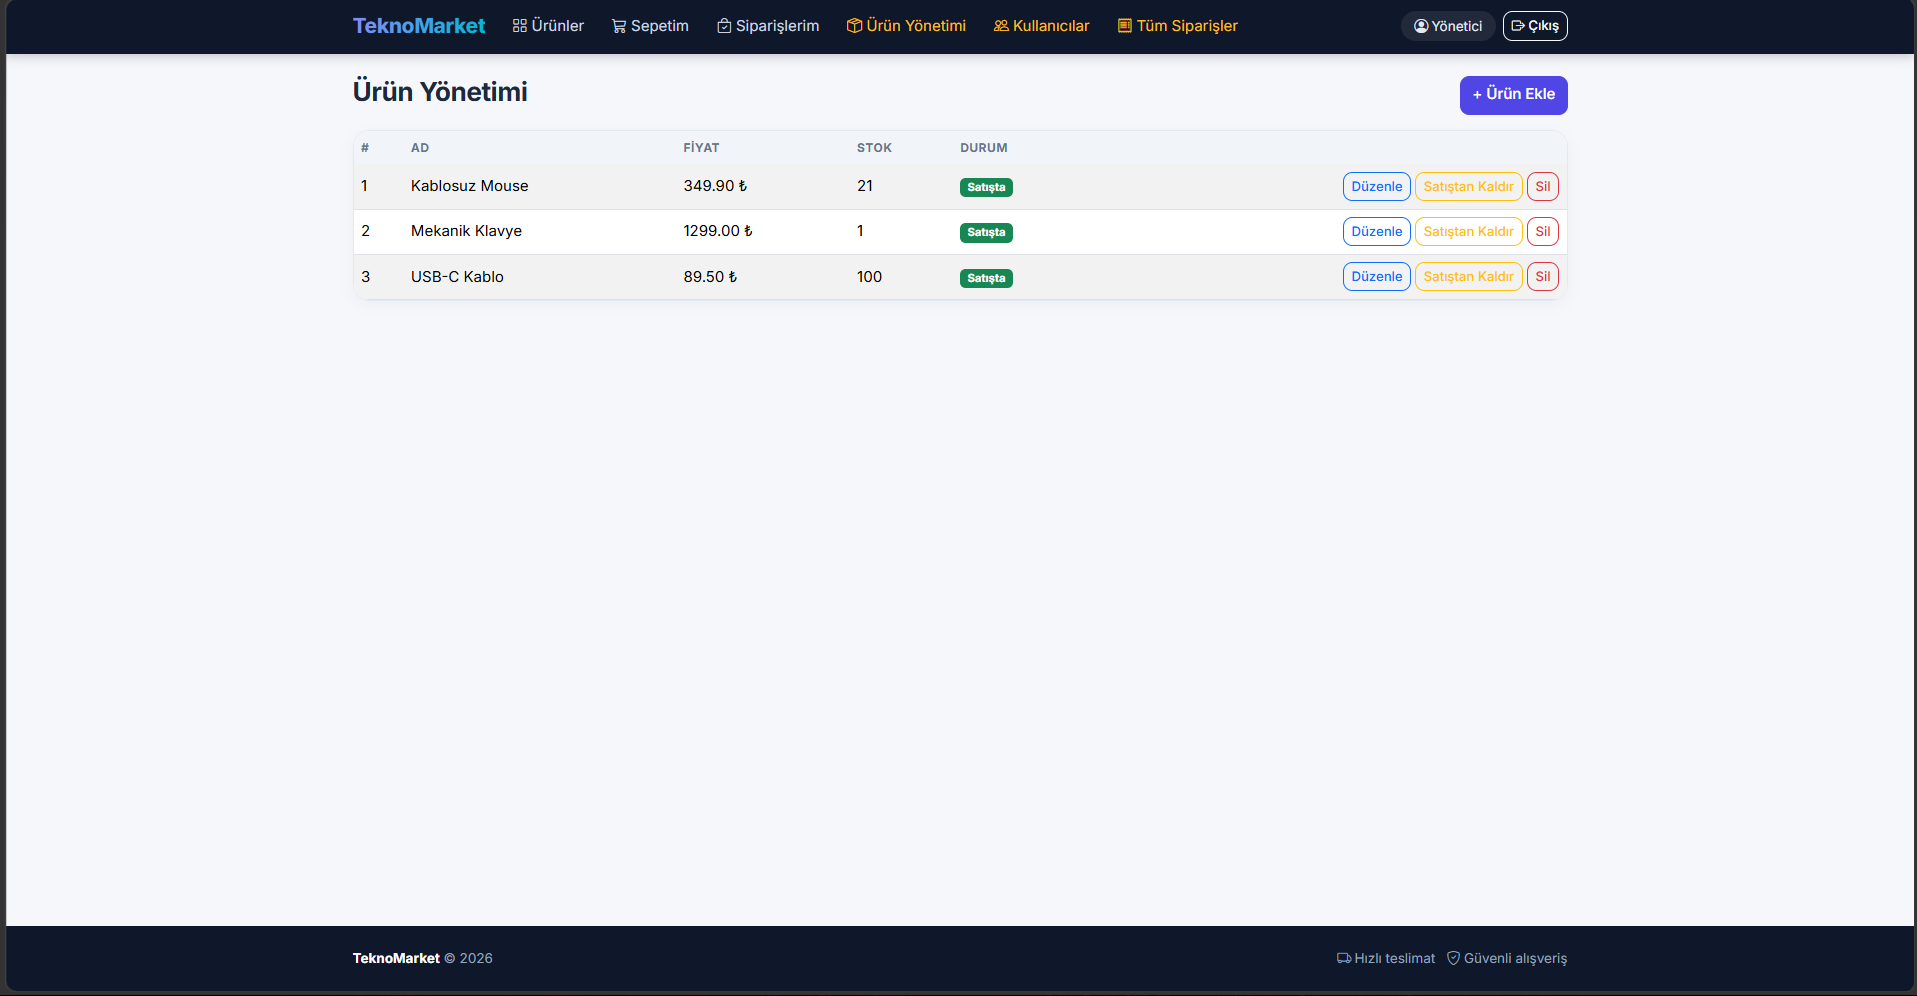 TeknoMarket Ürünler Sepetim Siparişlerim Ürün Yönetimi Kullanıcılar Tüm Siparişler Yönetici Çıkış
Ürün Yönetimi + Ürün Ekle
# AD FİYAT STOK DURUM
1 Kablosuz Mouse 349.90 ₺ 21 Satışta Düzenle Satıştan Kaldır Sil
2 Mekanik Klavye 1299.00 ₺ 1 Satışta Düzenle Satıştan Kaldır Sil
3 USB-C Kablo 89.50 ₺ 100 Satışta Düzenle Satıştan Kaldır Sil
TeknoMarket © 2026 Hızlı teslimat Güvenli alışveriş